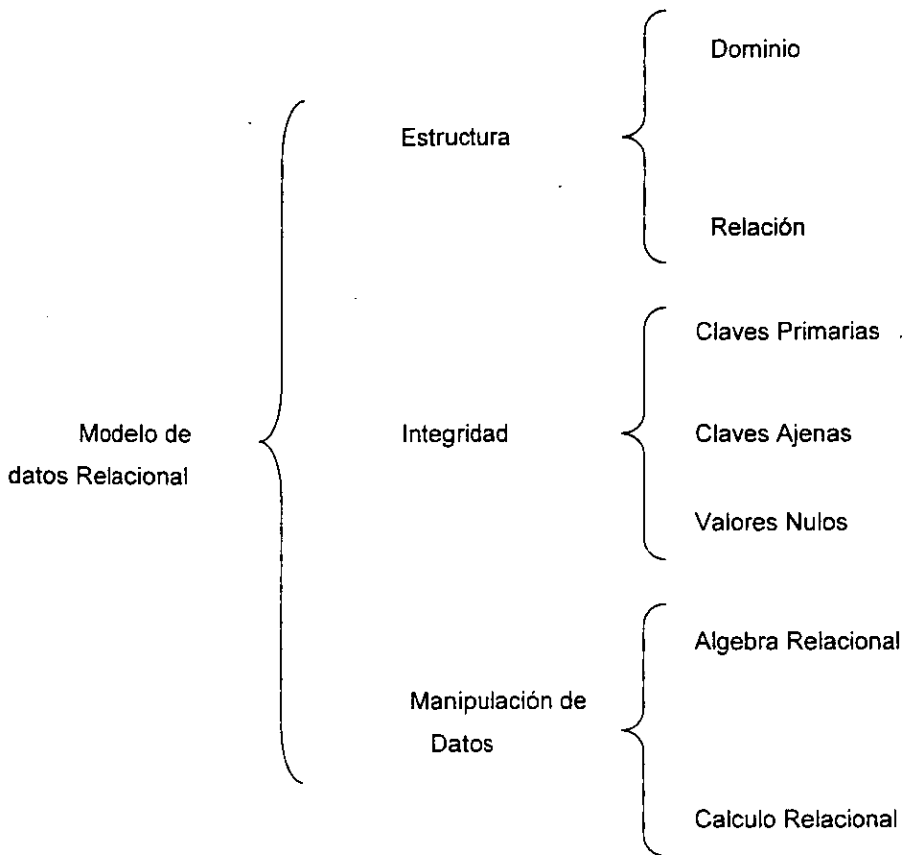 Modelo de
datos Relacional
Estructura
Dominio
Relación
Integridad
Claves Primarias
Claves Ajenas
Valores Nulos
Manipulación de
Datos
Algebra Relacional
Calculo Relacional